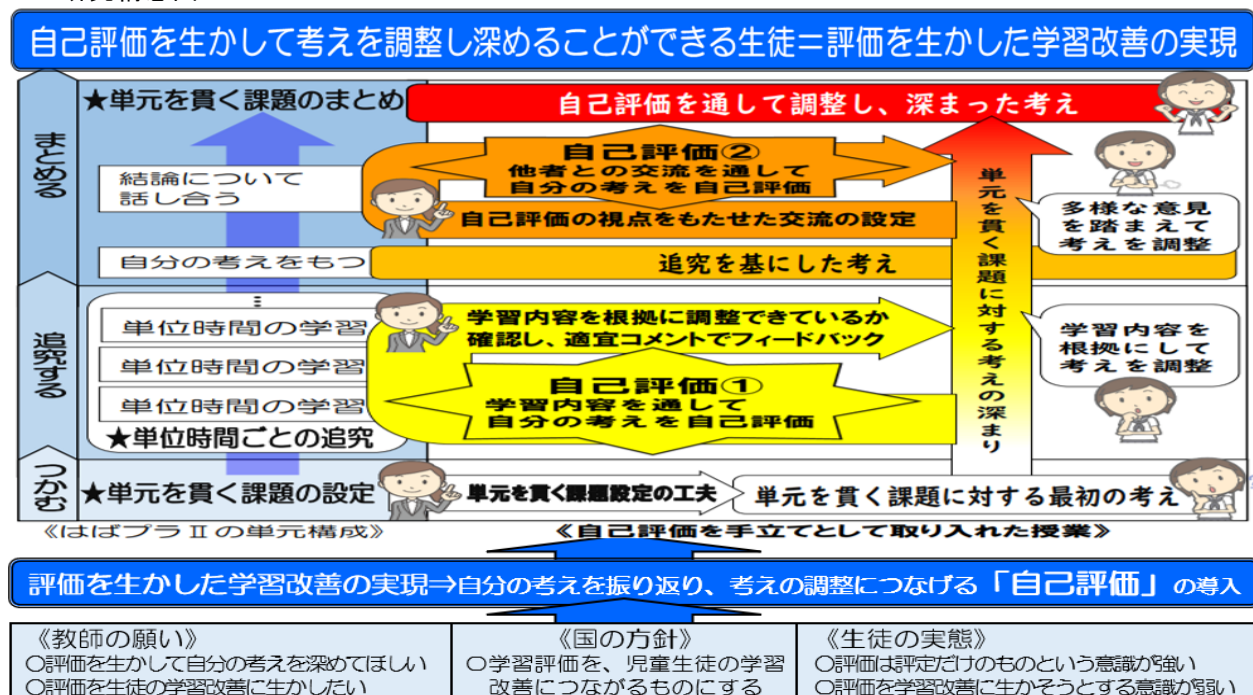 自己評価を生かして考えを調整し深めることができる生徒＝評価を生かした学習改善の実現
まとめる
★単元を貫く課題のまとめ
自己評価を通して調整し、深まった考え
結論について
話し合う
自己評価②
他者との交流を通して
自分の考えを自己評価
自己評価の視点をもたせた交流の設定
多様な意見
を踏まえて
考えを調整
自分の考えをもつ
追究を基にした考え
単元を貫く課題に対する考えの深まり
追究する
⋮
単位時間の学習
単位時間の学習
単位時間の学習
★単位時間ごとの追究
学習内容を根拠に調整できているか
確認し、適宜コメントでフィードバック
自己評価①
学習内容を通して
自分の考えを自己評価
学習内容を
根拠にして
考えを調整
つかむ
★単元を貫く課題の設定
単元を貫く課題設定の工夫
単元を貫く課題に対する最初の考え
《はばプラⅡの単元構成》
《自己評価を手立てとして取り入れた授業》
評価を生かした学習改善の実現⇒自分の考えを振り返り、考えの調整につなげる「自己評価」の導入
《教師の願い》
〇評価を生かして自分の考えを深めてほしい
〇評価を生徒の学習改善に生かしたい
《国の方針》
〇学習評価を、児童生徒の学習
改善につながるものにする
《生徒の実態》
〇評価は評定だけのものという意識が強い
〇評価を学習改善に生かそうとする意識が弱い